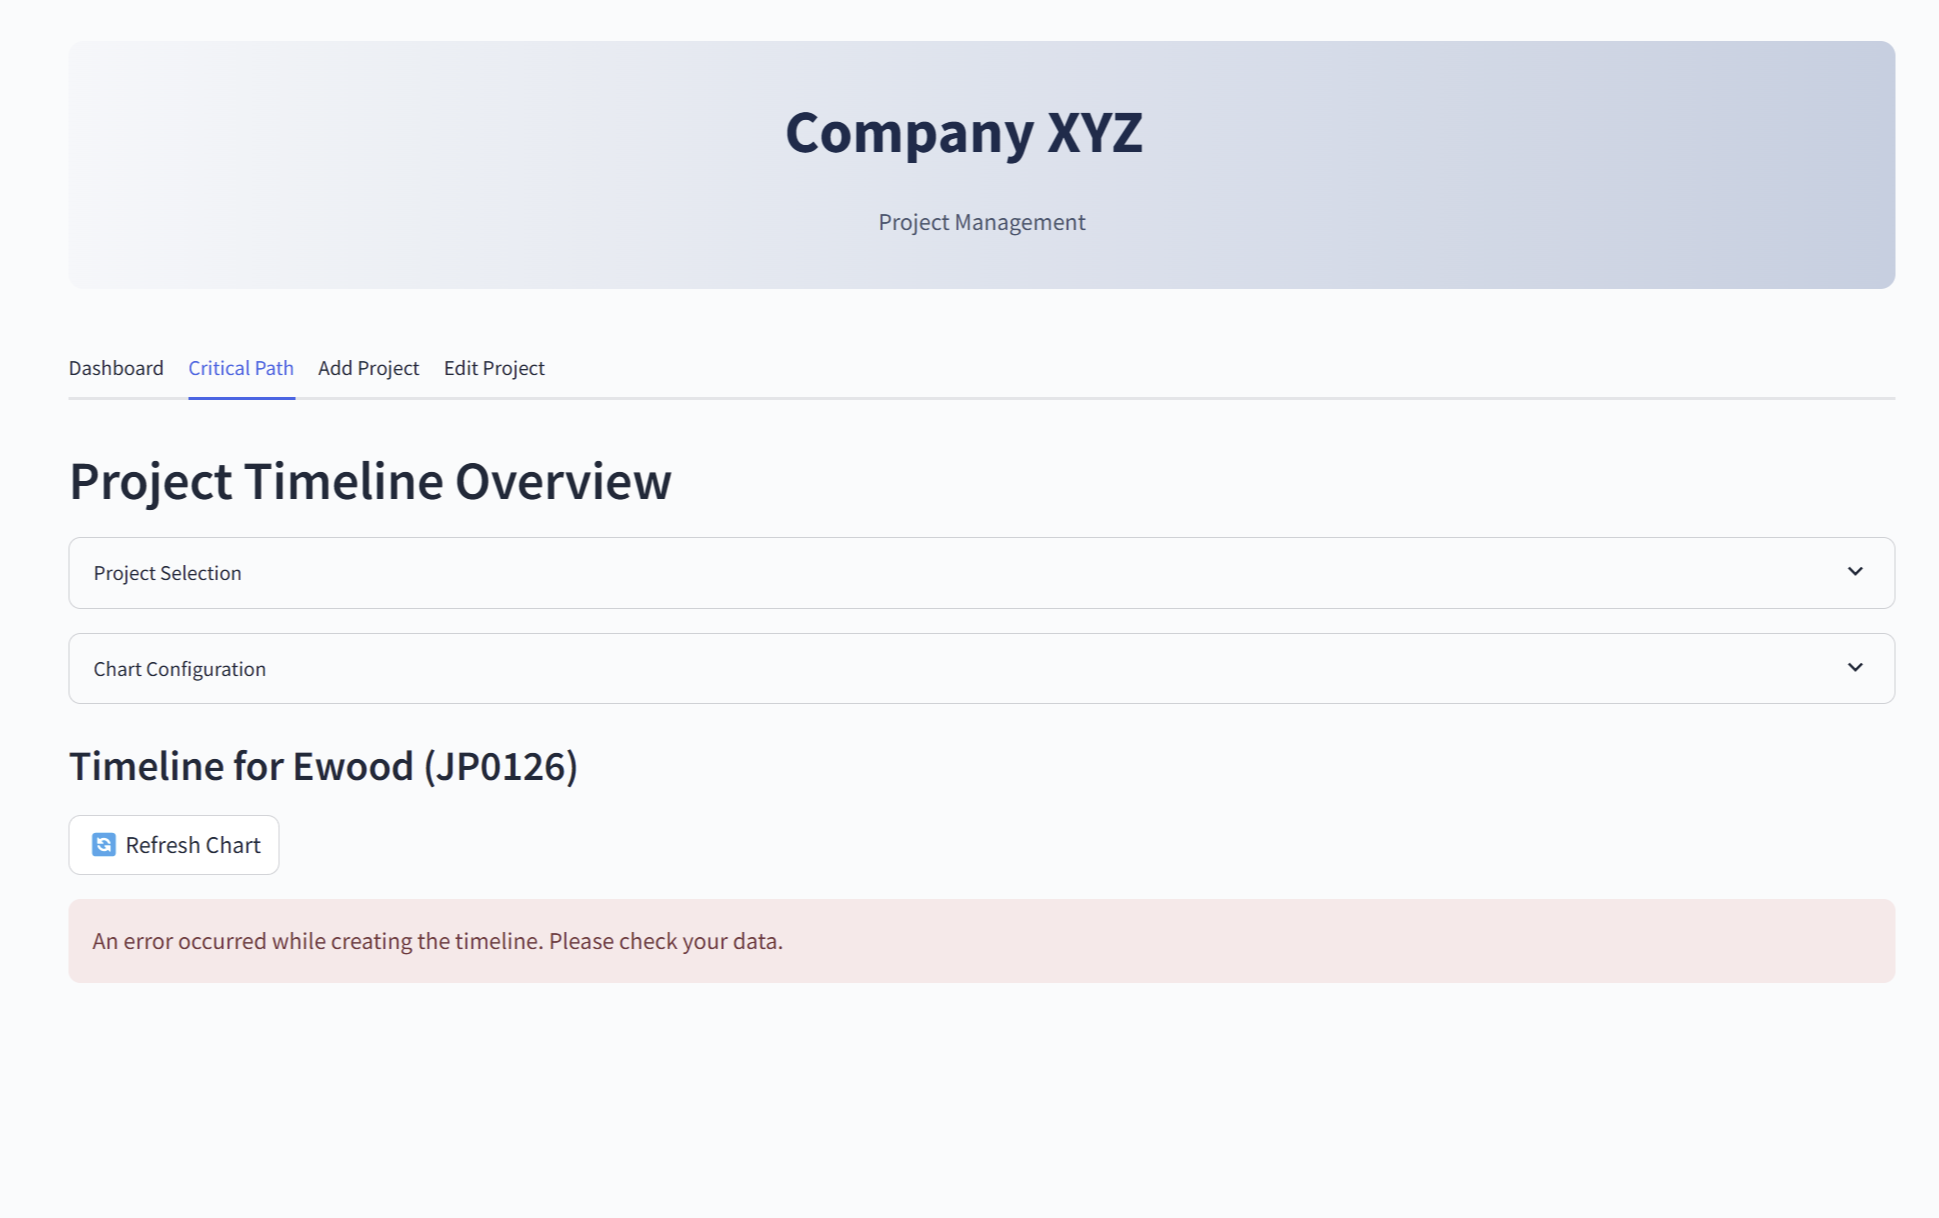 Company XYZ
Project Management
Dashboard Critical Path Add Project Edit Project
Project Timeline Overview
Project Selection
Chart Configuration
Timeline for Ewood (JP0126)
Refresh Chart
An error occurred while creating the timeline. Please check your data.